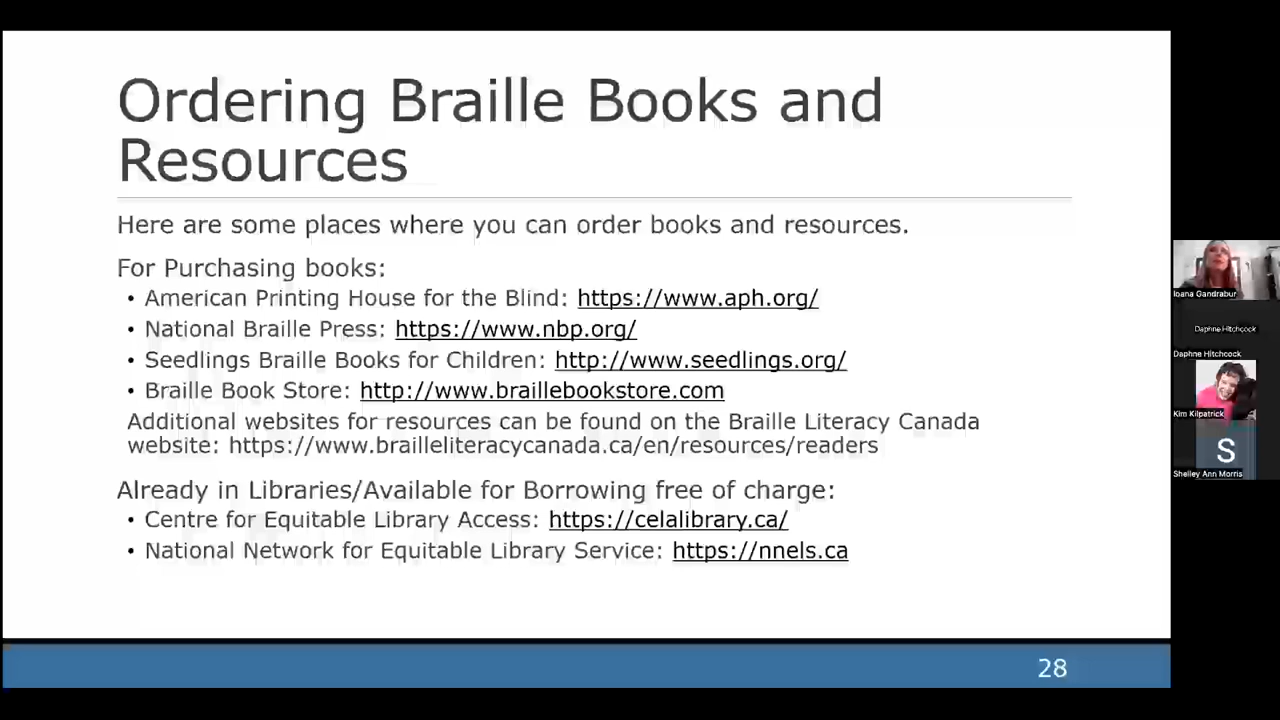 Ordering Braille Books and
Resources
Here are some places where you can order books and resources.
For Purchasing books:
• American Printing House for the Blind: https://www.aph.org/
• National Braille Press: https://www.nbp.org/
• Seedlings Braille Books for Children: http://www.seedlings.org/
• Braille Book Store: http://www.braillebookstore.com
Additional websites for resources can be found on the Braille Literacy Canada
website: https://www.brailleliteracycanada.ca/en/resources/readers
Already in Libraries/Available for Borrowing free of charge:
• Centre for Equitable Library Access: https://celalibrary.ca/
• National Network for Equitable Library Service: https://nnels.ca
28
Ioana Gandrabur
Daphne Hitchcock
Daphne Hitchcock
Kim Kilpatrick
S
Shelley Ann Morris